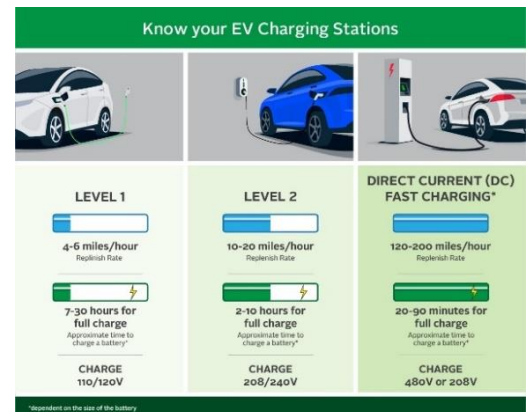 Know your EV Charging Stations
LEVEL 1
4-6 miles/hour
Replinish Rate
7-30 hours for
full charge
Approximate time to
charge a battery*
CHARGE
110/120V
LEVEL 2
10-20 miles/hour
Replenish Rate
2-10 hours for
full charge
Approximate time to
charge a battery*
CHARGE
208/240V
DIRECT CURRENT (DC)
FAST CHARGING*
120-200 miles/hour
Replenish Rate
20-90 minutes for
full charge
Approximate time to
charge a battery*
CHARGE
480V or 208V
*dependent on the size of the battery